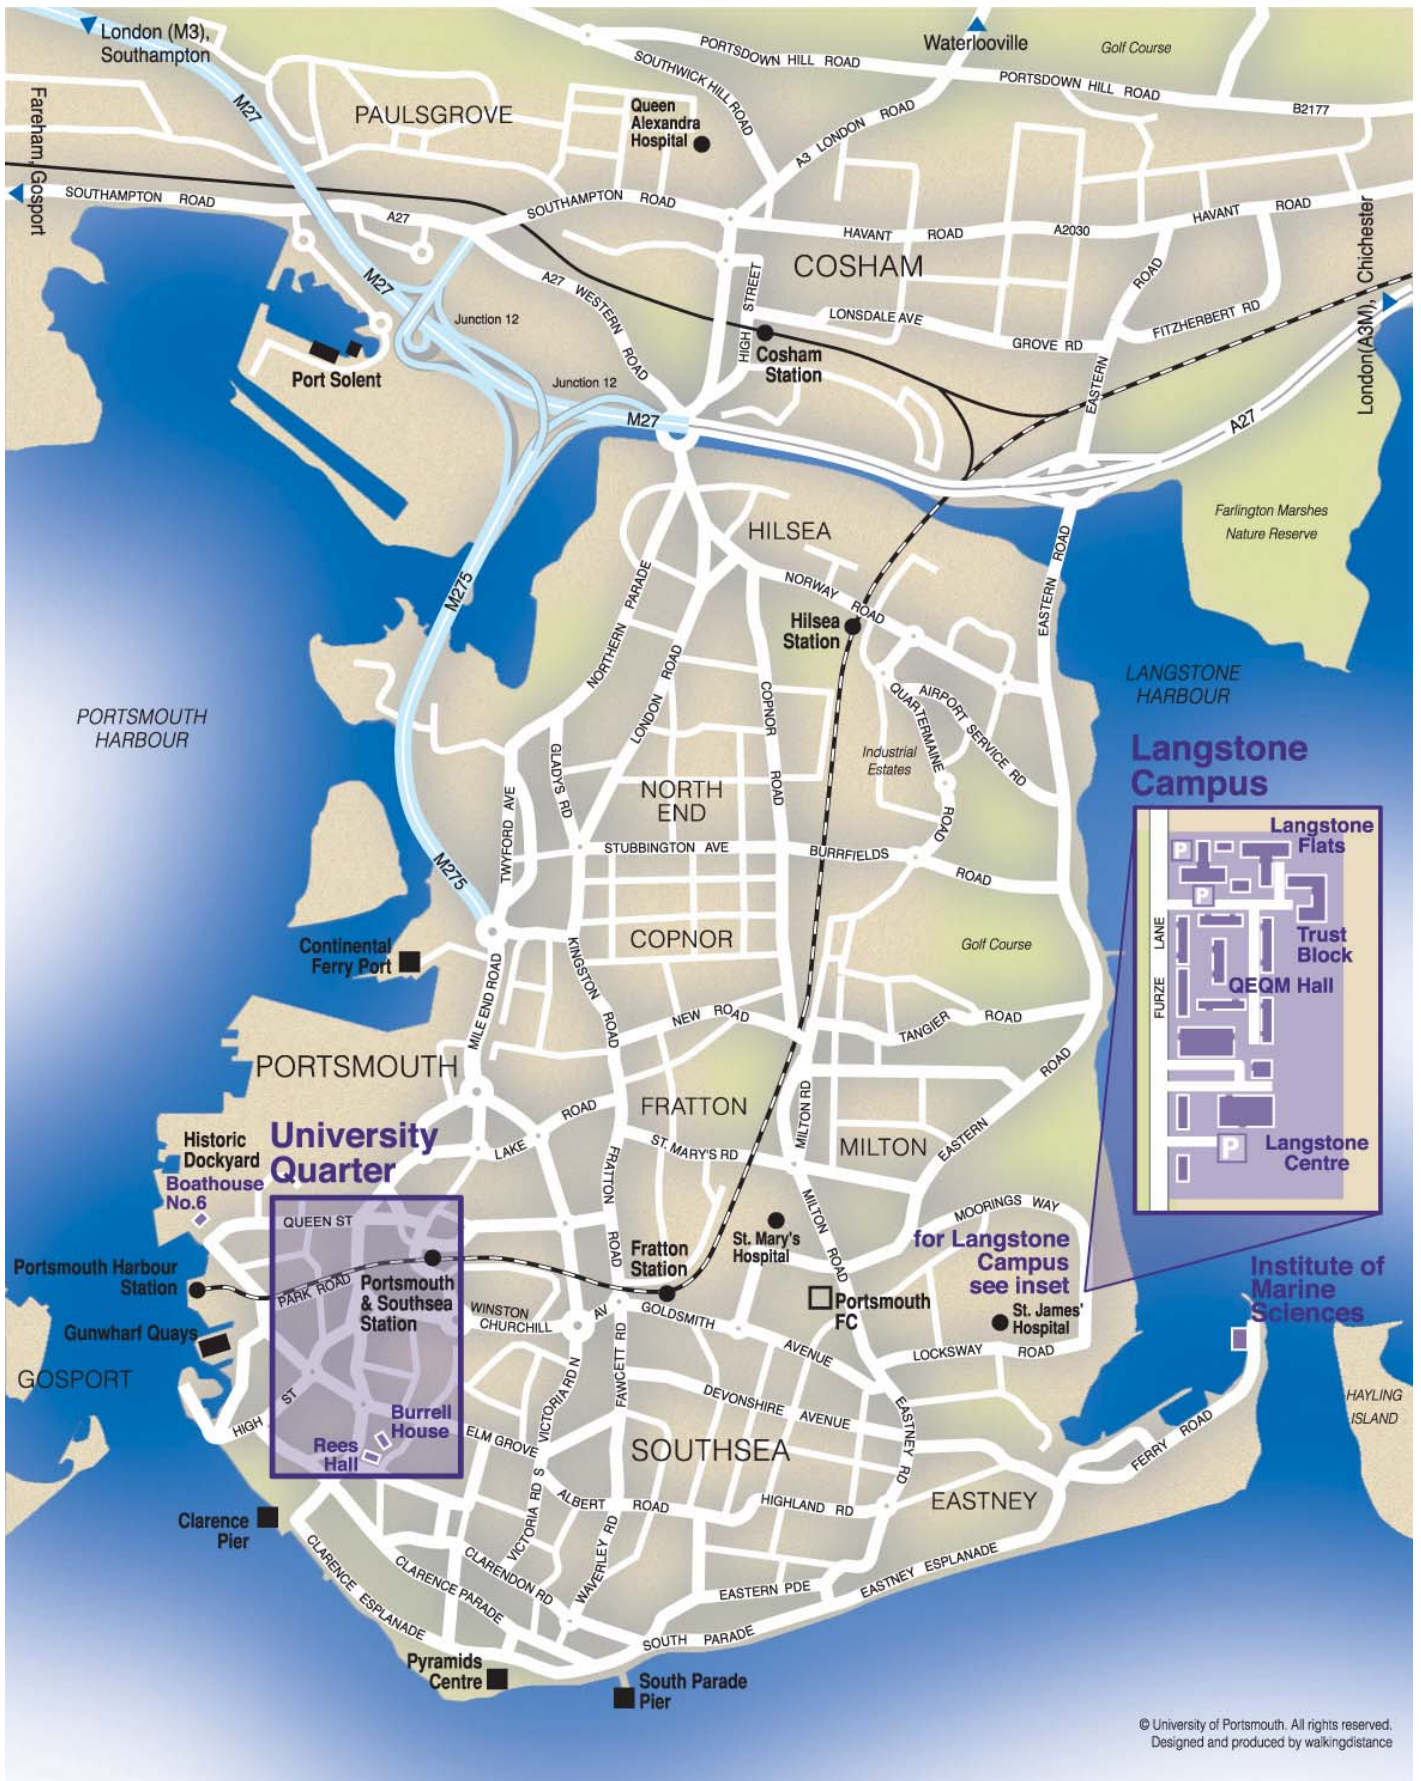 London (M3),
Southampton
Waterlooville
Golf Course
PORTSDOWN HILL ROAD
PORTSDOWN HILL ROAD
B2177
SOUTHWICK HILL ROAD
M27
PAULSGROVE
Queen
Alexandra
Hospital
A3 LONDON ROAD
Fareham, Gosport
SOUTHAMPTON ROAD
A27
SOUTHAMPTON ROAD
HAVANT ROAD
A2030
HAVANT ROAD
London(A3M), Chichester
COSHAM
M27
A27 WESTERN ROAD
HIGH STREET
LONSDALE AVE
GROVE RD
FITZHERBERT RD
EASTERN ROAD
Junction 12
Port Solent
Cosham
Station
Junction 12
M27
A27
HILSEA
Farlington Marshes
Nature Reserve
M275
NORTHERN PARADE
NORWAY ROAD
EASTERN ROAD
Hilsea
Station
LONDON ROAD
COPNOR ROAD
LANGSTONE
HARBOUR
PORTSMOUTH
HARBOUR
QUARTERMAINE ROAD
AIRPORT SERVICE RD
Industrial
Estates
GLADYS RD
TWYFORD AVE
NORTH
END
STUBBINGTON AVE
BURRFIELDS ROAD
M275
Langstone
Campus
Langstone
Flats
P
P
FURZE LANE
Trust
Block
QEQM Hall
Langstone
Centre
P
Continental
Ferry Port
COPNOR
Golf Course
KINGSTON ROAD
MILE END ROAD
NEW ROAD
TANGIER ROAD
PORTSMOUTH
FRATTON
MILTON RD
EASTERN ROAD
LAKE ROAD
ST. MARY'S RD
MILTON
FRATTON ROAD
University
Quarter
Historic
Dockyard
Boathouse
No.6
QUEEN ST
MOORINGS WAY
MILTON ROAD
St. Mary's
Hospital
for Langstone
Campus
see inset
Fratton
Station
Portsmouth Harbour
Station
PARK ROAD
Portsmouth
& Southsea
Station
Institute of
Marine
Sciences
WINSTON
CHURCHILL AV
GOLDSMITH AVENUE
Portsmouth
FC
St. James'
Hospital
Gunwharf Quays
LOCKSWAY ROAD
GOSPORT
HIGH ST
VICTORIA RD N
FAWCETT RD
DEVONSHIRE AVENUE
EASTNEY RD
HAYLING
ISLAND
Burrell
House
Rees
Hall
ELM GROVE
SOUTHSEA
FERRY ROAD
EASTNEY
VICTORIA RD S
ALBERT ROAD
HIGHLAND RD
Clarence
Pier
CLARENCE ESPLANADE
CLARENCE PARADE
CLARENDON RD
WAVERLEY RD
EASTERN PDE
EASTNEY ESPLANADE
SOUTH PARADE
Pyramids
Centre
South Parade
Pier
© University of Portsmouth. All rights reserved.
Designed and produced by walkingdistance